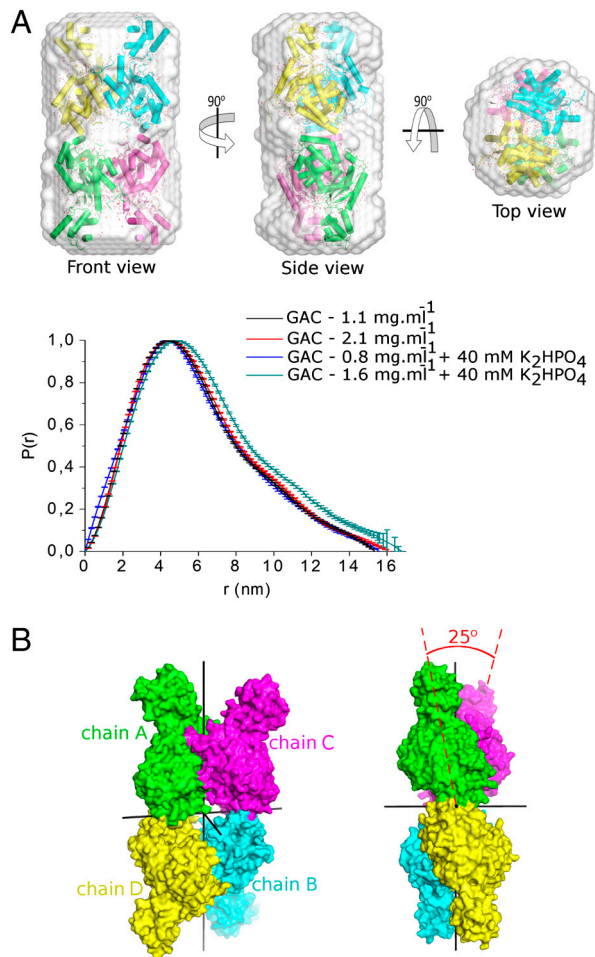 A
90°
90°
Front view
Side view
Top view
GAC - 1.1 mg.ml-1
GAC - 2.1 mg.ml-1
GAC - 0.8 mg.ml-1 + 40 mM K2HPO4
GAC - 1.6 mg.ml-1 + 40 mM K2HPO4
1,0
0,8
0,6
0,4
0,2
0,0
P(r)
0 2 4 6 8 10 12 14 16
r (nm)
B
25°
chain A
chain C
chain D
chain B